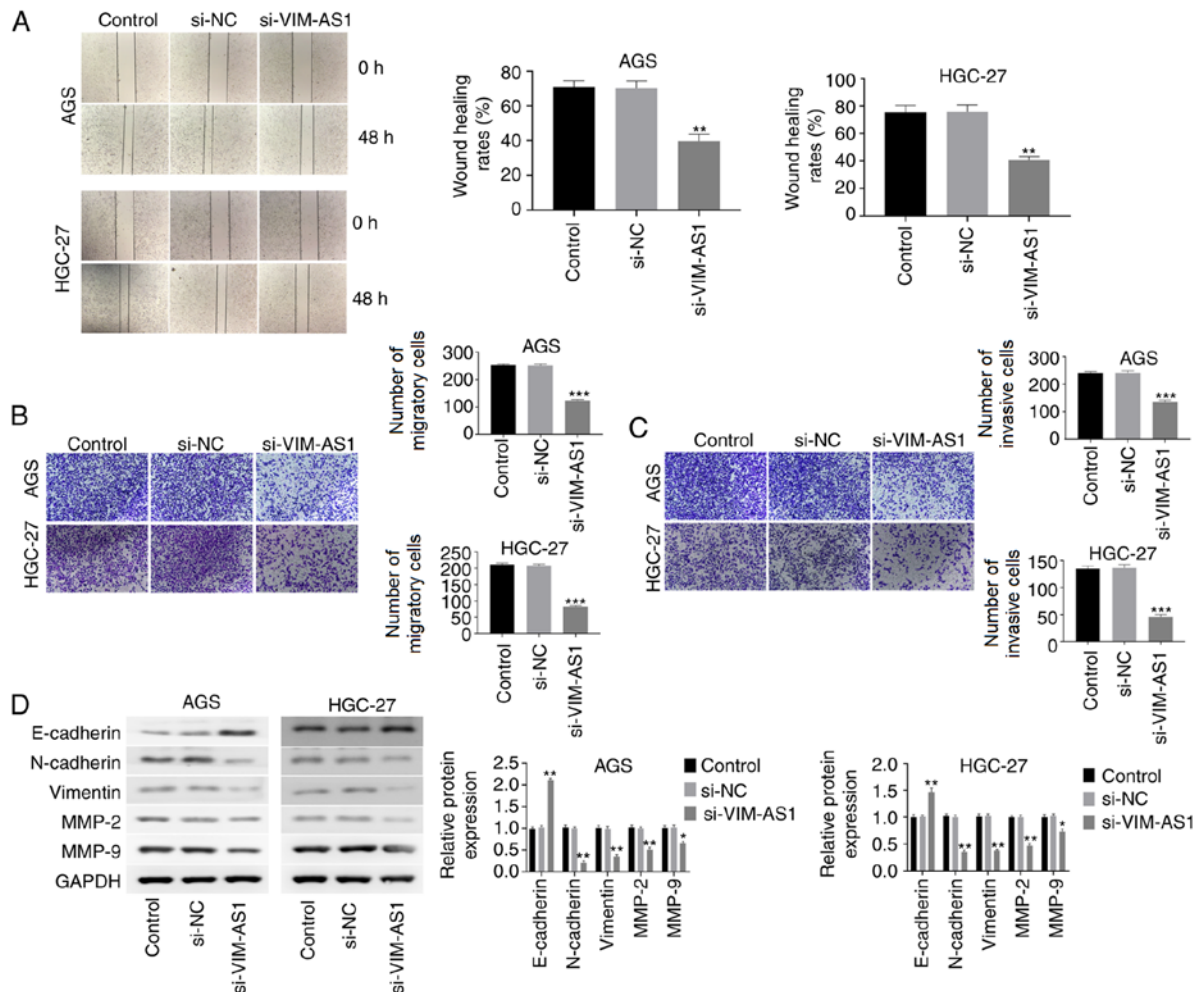 A
Control
si-NC
si-VIM-AS1
AGS
0 h
48 h
HGC-27
0 h
48 h
AGS
Wound healing
rates (%)
80
60
40
20
0
**
Control
si-NC
si-VIM-AS1
HGC-27
Wound healing
rates (%)
100
80
60
40
20
0
**
Control
si-NC
si-VIM-AS1
B
Control
si-NC
si-VIM-AS1
AGS
HGC-27
AGS
Number of
migratory cells
300
200
100
0
***
Control
si-NC
si-VIM-AS1
HGC-27
Number of
migratory cells
250
200
150
100
50
0
***
Control
si-NC
si-VIM-AS1
C
Control
si-NC
si-VIM-AS1
AGS
HGC-27
AGS
Number of
invasive cells
300
200
100
0
***
Control
si-NC
si-VIM-AS1
HGC-27
Number of
invasive cells
150
100
50
0
***
Control
si-NC
si-VIM-AS1
D
AGS
HGC-27
E-cadherin
N-cadherin
Vimentin
MMP-2
MMP-9
GAPDH
Control
si-NC
si-VIM-AS1
Control
si-NC
si-VIM-AS1
AGS
Relative protein
expression
2.5
2.0
1.5
1.0
0.5
0.0
**
**
**
**
*
Control
si-NC
si-VIM-AS1
E-cadherin
N-cadherin
Vimentin
MMP-2
MMP-9
HGC-27
Relative protein
expression
2.0
1.5
1.0
0.5
0.0
**
**
**
**
*
Control
si-NC
si-VIM-AS1
E-cadherin
N-cadherin
Vimentin
MMP-2
MMP-9